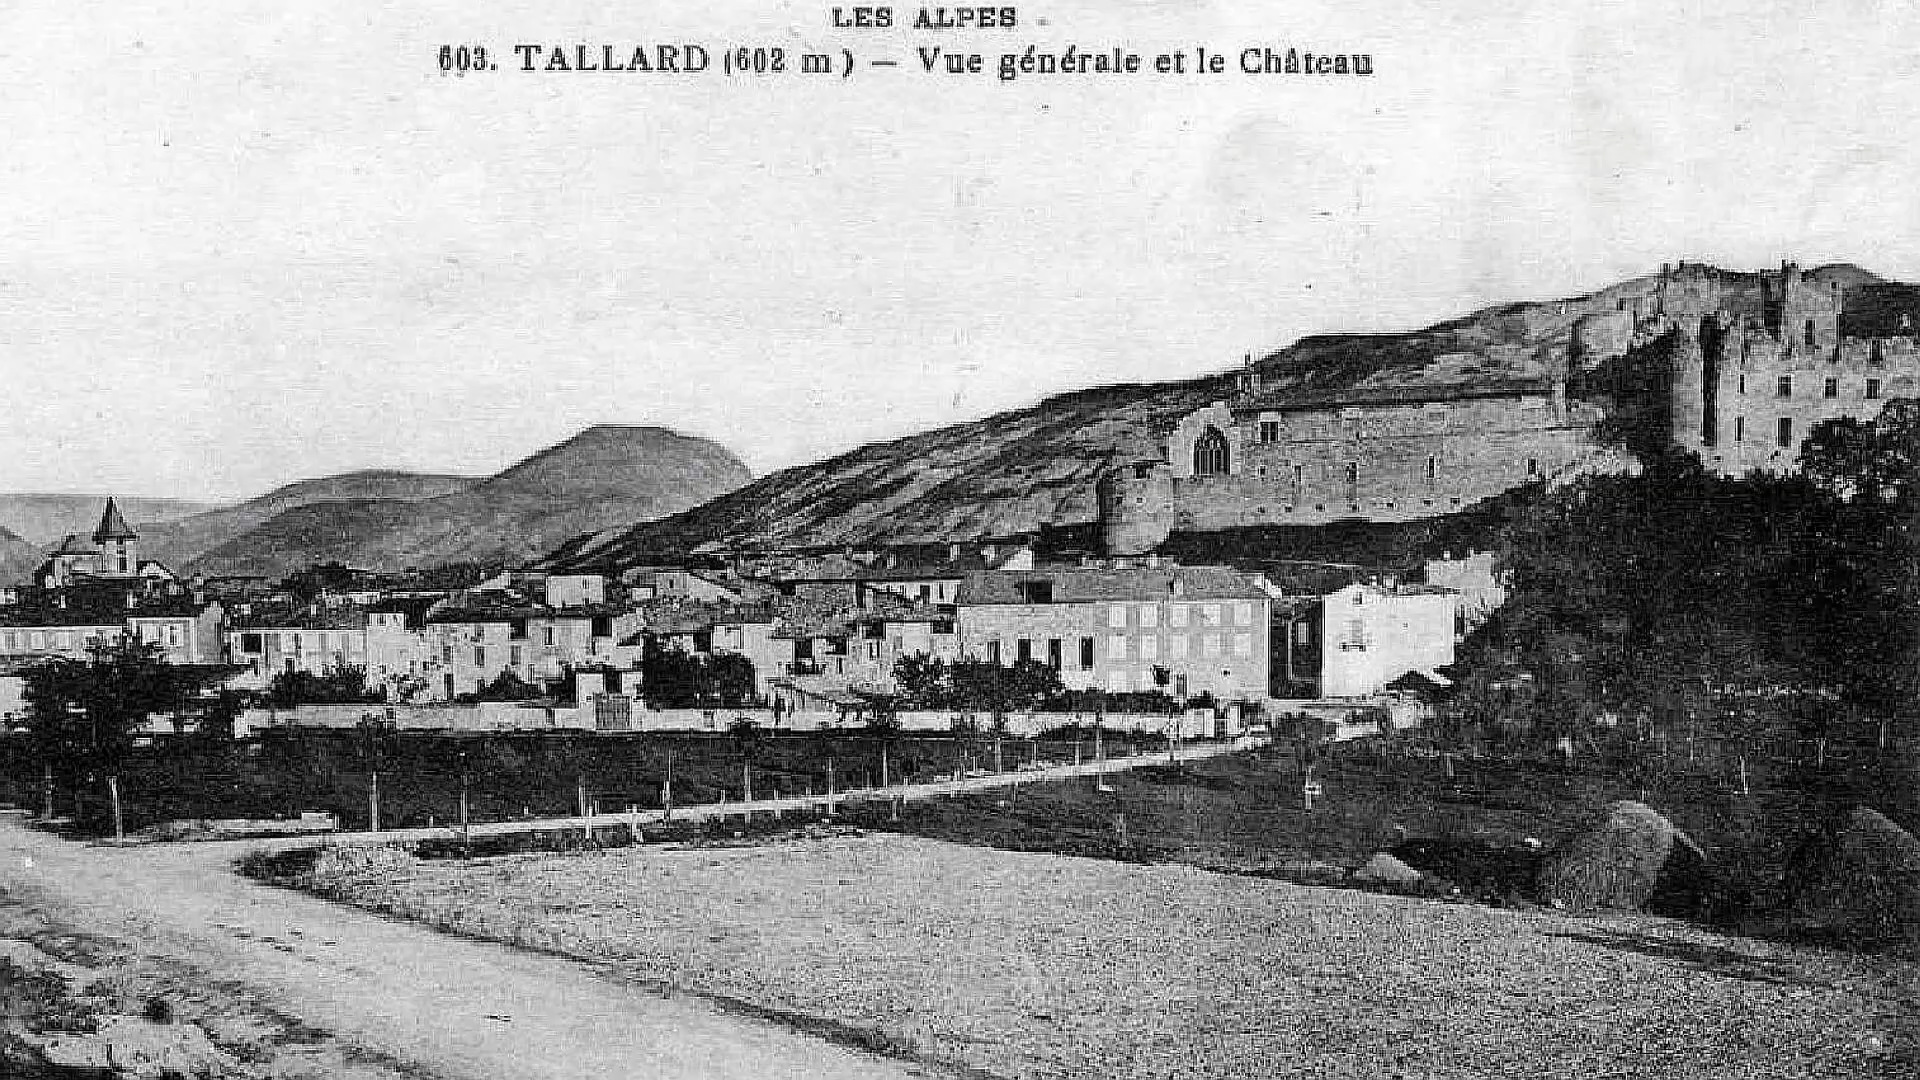 LES ALPES
603. TALLARD (602 m) — Vue générale et le Château